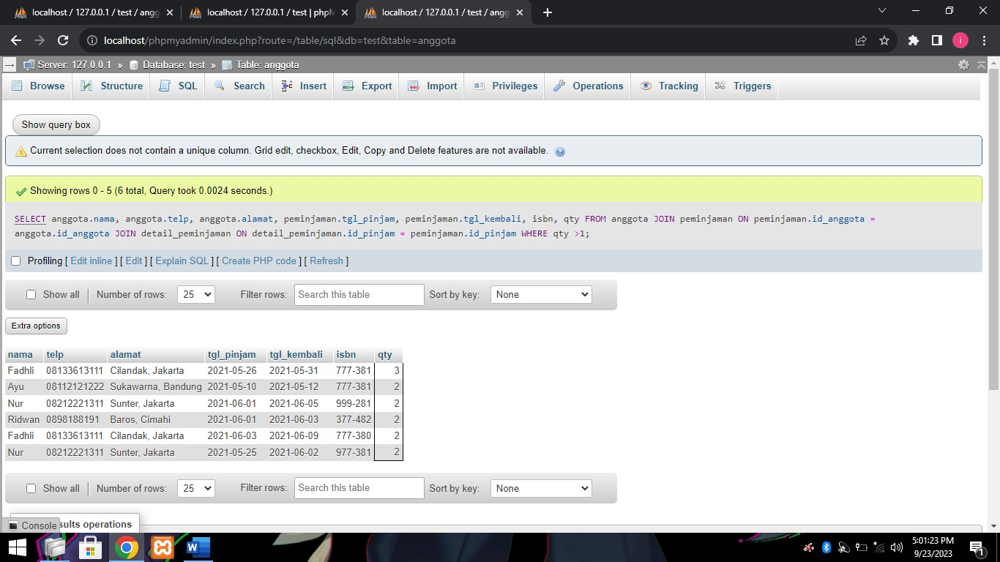 localhost / 127.0.0.1 / test / angg
localhost / 127.0.0.1 / test | phpM
localhost / 127.0.0.1 / test / angg
localhost/phpmyadmin/index.php?route=/table/sql&db=test&table=anggota
i
Server: 127.0.0.1 » Database: test » Table: anggota
Browse Structure SQL Search Insert Export Import Privileges Operations Tracking Triggers
Show query box
Current selection does not contain a unique column. Grid edit, checkbox, Edit, Copy and Delete features are not available.
Showing rows 0 - 5 (6 total, Query took 0.0024 seconds.)
SELECT anggota.nama, anggota.telp, anggota.alamat, peminjaman.tgl_pinjam, peminjaman.tgl_kembali, isbn, qty FROM anggota JOIN peminjaman ON peminjaman.id_anggota =
anggota.id_anggota JOIN detail_peminjaman ON detail_peminjaman.id_pinjam = peminjaman.id_pinjam WHERE qty >1;
Profiling [ Edit inline ] [ Edit ] [ Explain SQL ] [ Create PHP code ] [ Refresh ]
Show all Number of rows: 25 Filter rows: Search this table Sort by key: None
Extra options
nama telp alamat tgl_pinjam tgl_kembali isbn qty
Fadhli 08133613111 Cilandak, Jakarta 2021-05-26 2021-05-31 777-381 3
Ayu 08112121222 Sukawarna, Bandung 2021-05-10 2021-05-12 777-381 2
Nur 08212221311 Sunter, Jakarta 2021-06-01 2021-06-05 999-281 2
Ridwan 0898188191 Baros, Cimahi 2021-06-01 2021-06-03 377-482 2
Fadhli 08133613111 Cilandak, Jakarta 2021-06-03 2021-06-09 777-380 2
Nur 08212221311 Sunter, Jakarta 2021-05-25 2021-06-02 977-381 2
Show all Number of rows: 25 Filter rows: Search this table Sort by key: None
Console sults operations
5:01:23 PM
9/23/2023
1